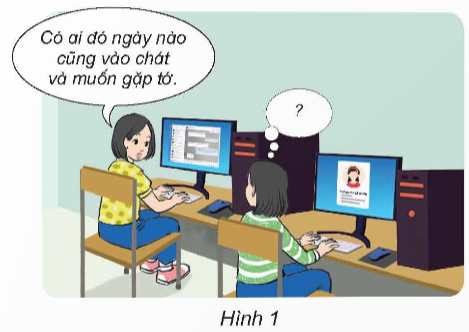 Có ai đó ngày nào
cũng vào chát
và muốn gặp tớ.
?
Hình 1